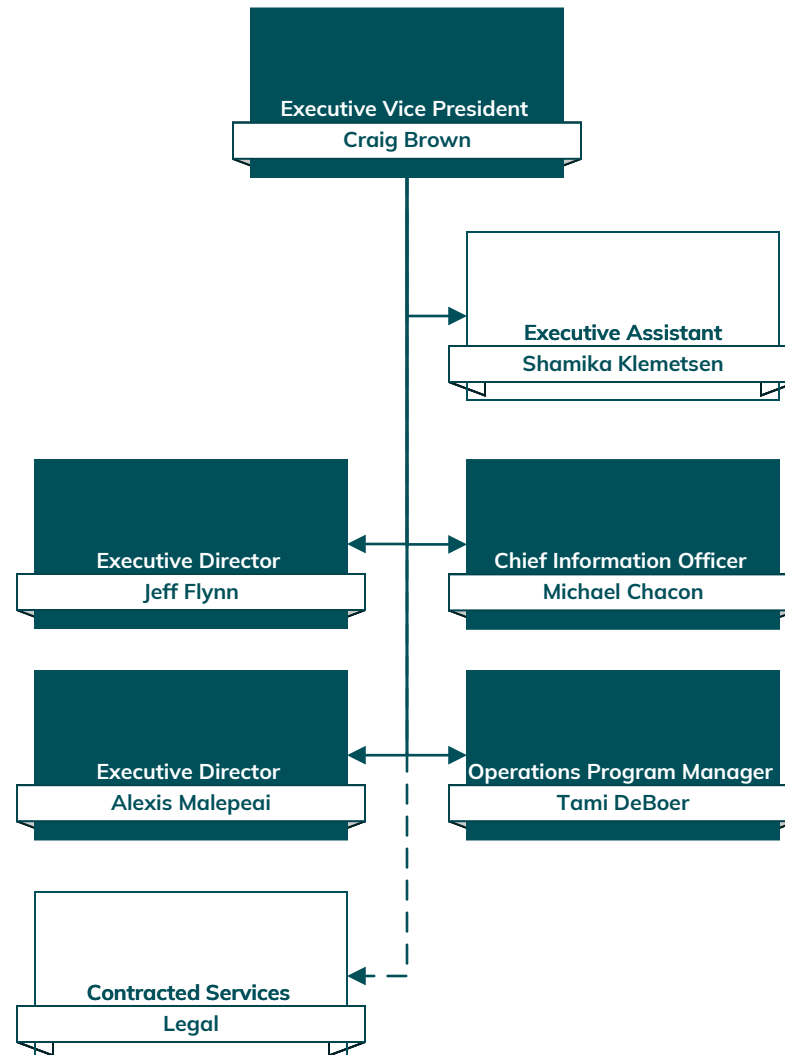 Executive Vice President
Craig Brown
Executive Assistant
Shamika Klemetsen
Executive Director
Jeff Flynn
Chief Information Officer
Michael Chacon
Executive Director
Alexis Malepeai
Operations Program Manager
Tami DeBoer
Contracted Services
Legal